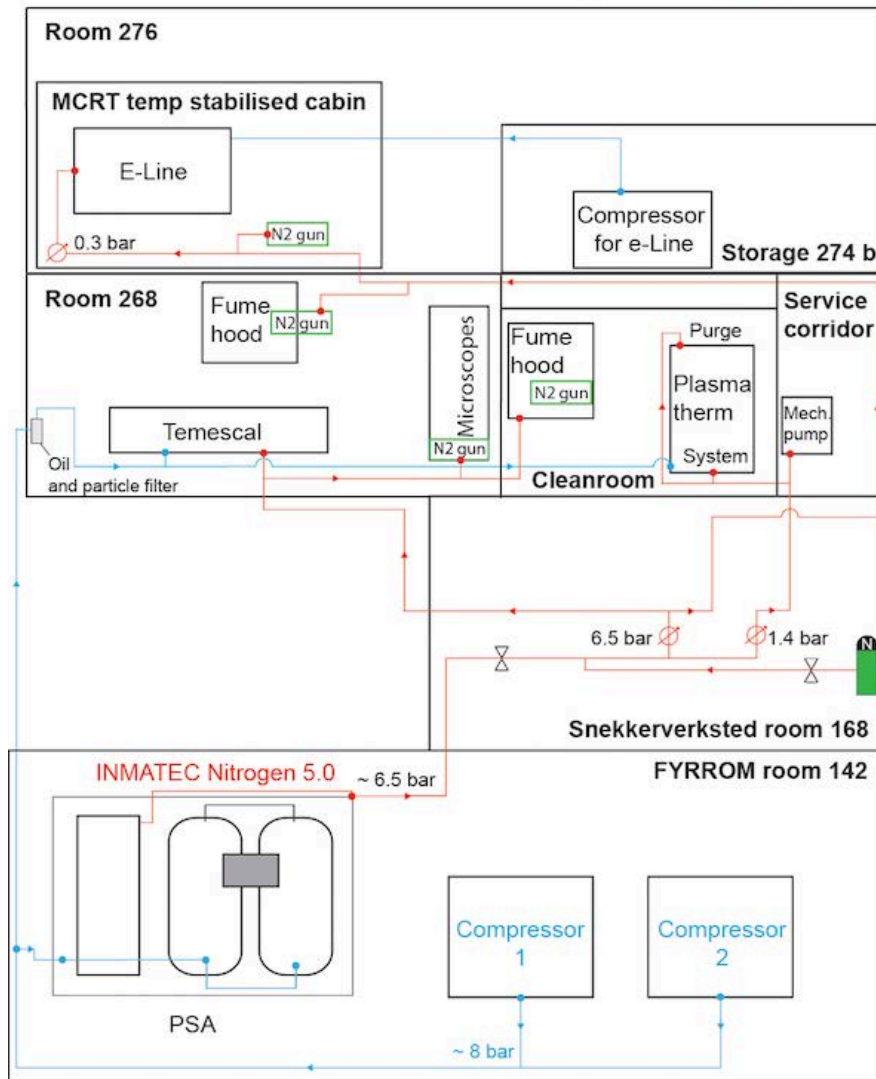 Room 276
MCRT temp stabilised cabin
E-Line
N2 gun
0.3 bar
Compressor
for e-Line
Storage 274 b
Room 268
Fume
hood
N2 gun
Microscopes
N2 gun
Fume
hood
N2 gun
Purge
Plasma
therm
System
Service
corridor
Mech.
pump
Temescal
Oil
and particle filter
Cleanroom
6.5 bar
1.4 bar
N
Snekkerverksted room 168
INMATEC Nitrogen 5.0
~ 6.5 bar
FYRROM room 142
Compressor
1
Compressor
2
PSA
~ 8 bar